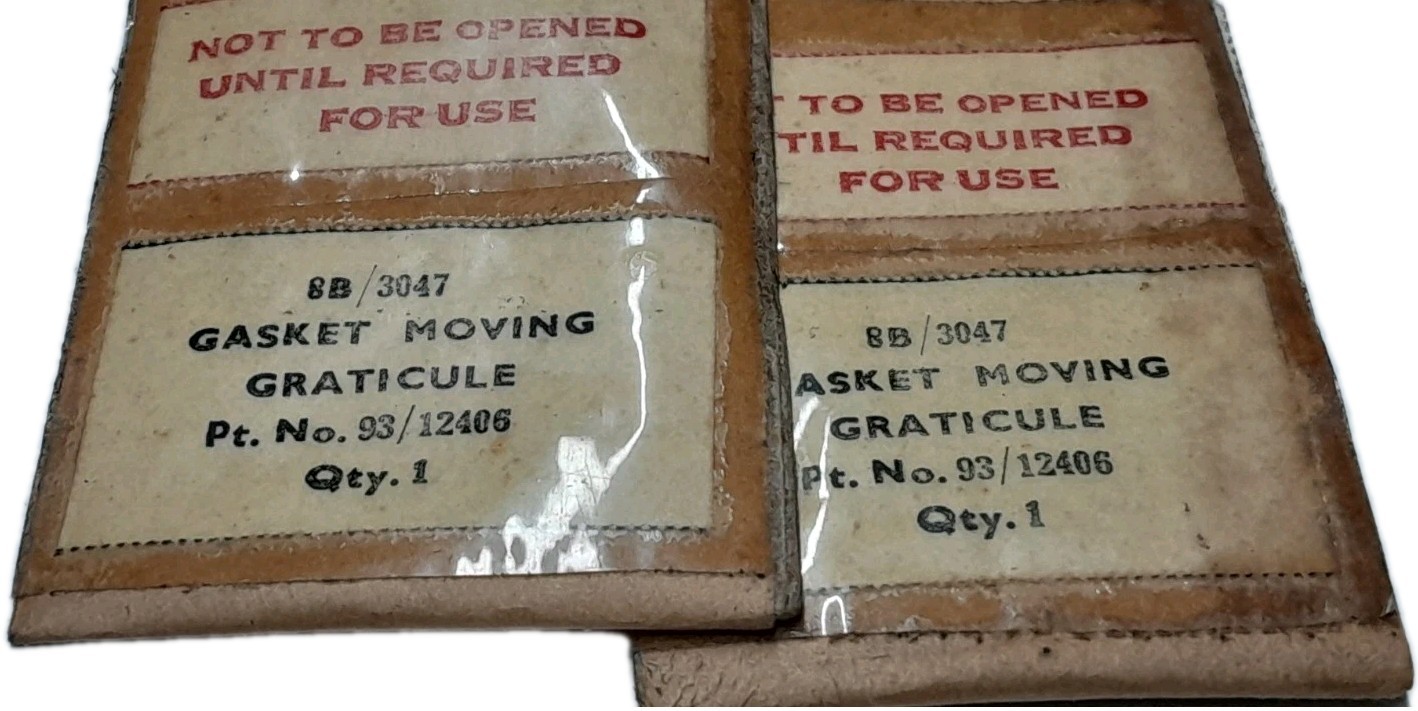 NOT TO BE OPENED
UNTIL REQUIRED
FOR USE
8B/3047
GASKET MOVING
GRATICULE
Pt. No. 93/12406
Qty. 1
TO BE OPENED
TIL REQUIRED
FOR USE
8B/3047
ASKET MOVING
GRATICULE
Pt. No. 93/12406
Qty. 1